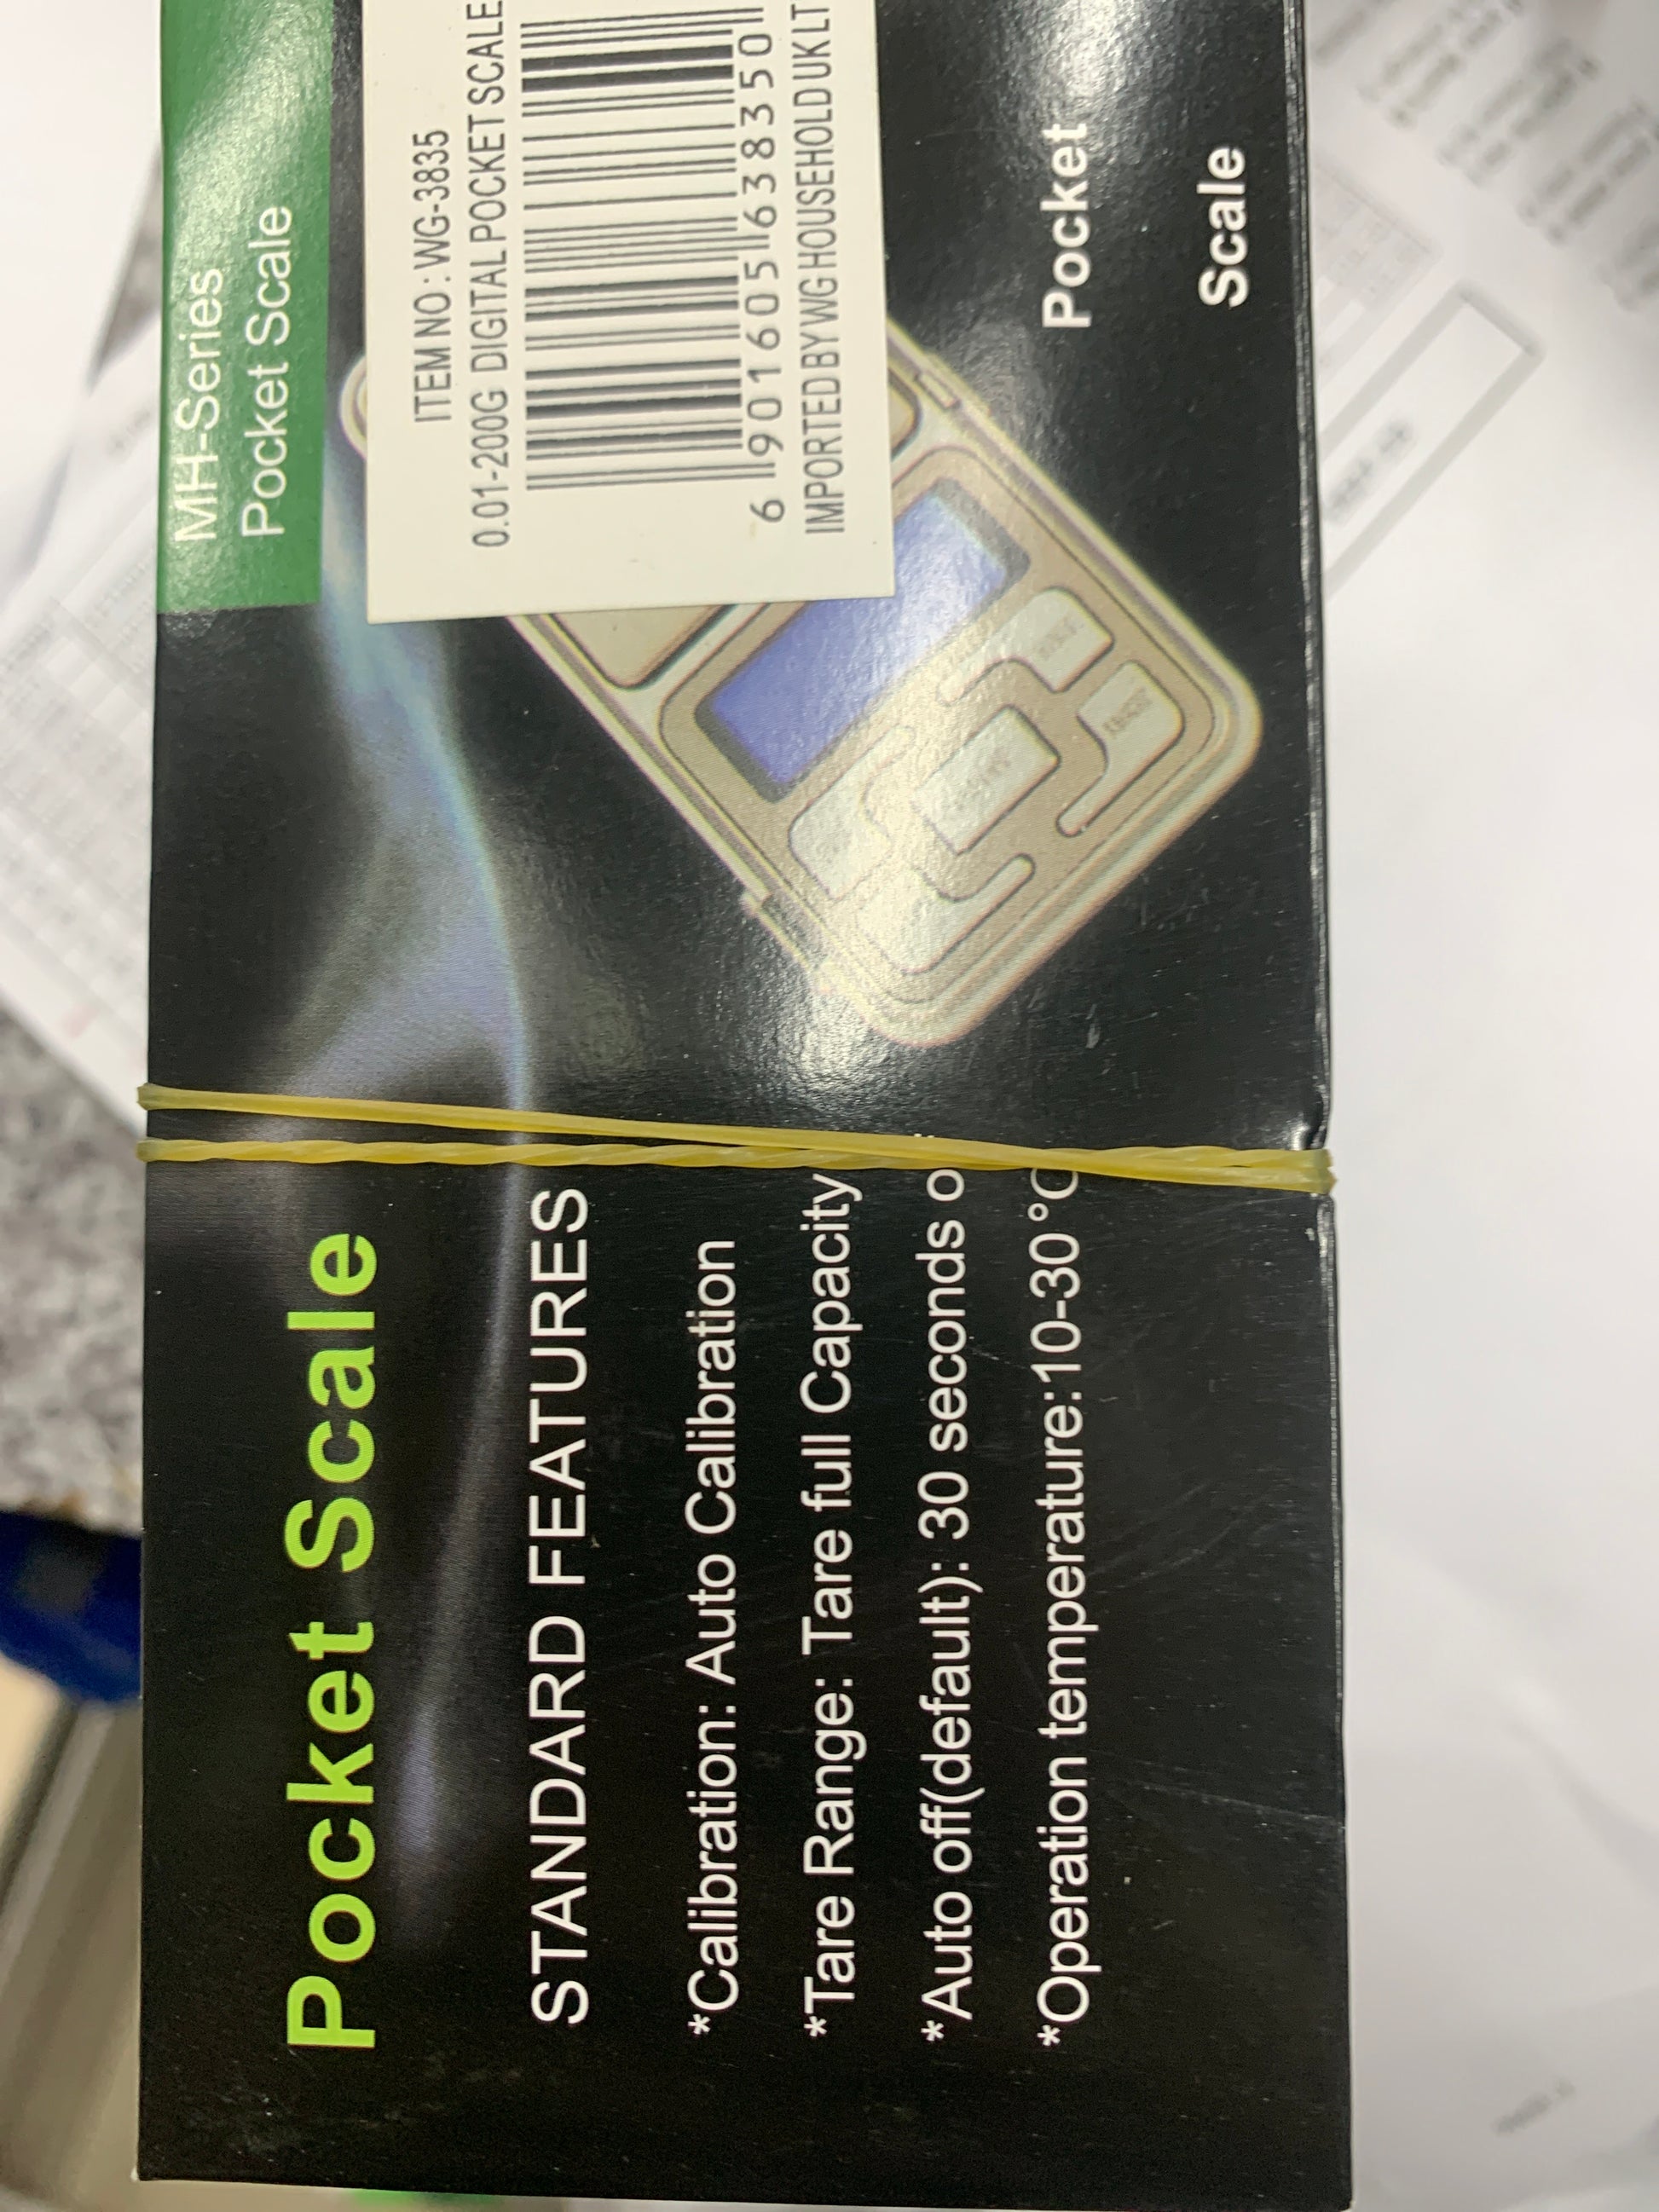 MH-Series
Pocket Scale
ITEM NO : WG-3835
0.01-200G DIGITAL POCKET SCALE
6 901605 638350
IMPORTED BY WG HOUSEHOLD UK LT
Pocket
Scale
Pocket Scale
STANDARD FEATURES
*Calibration: Auto Calibration
*Tare Range: Tare full Capacity
*Auto off(default): 30 seconds o
*Operation temperature:10-30°C